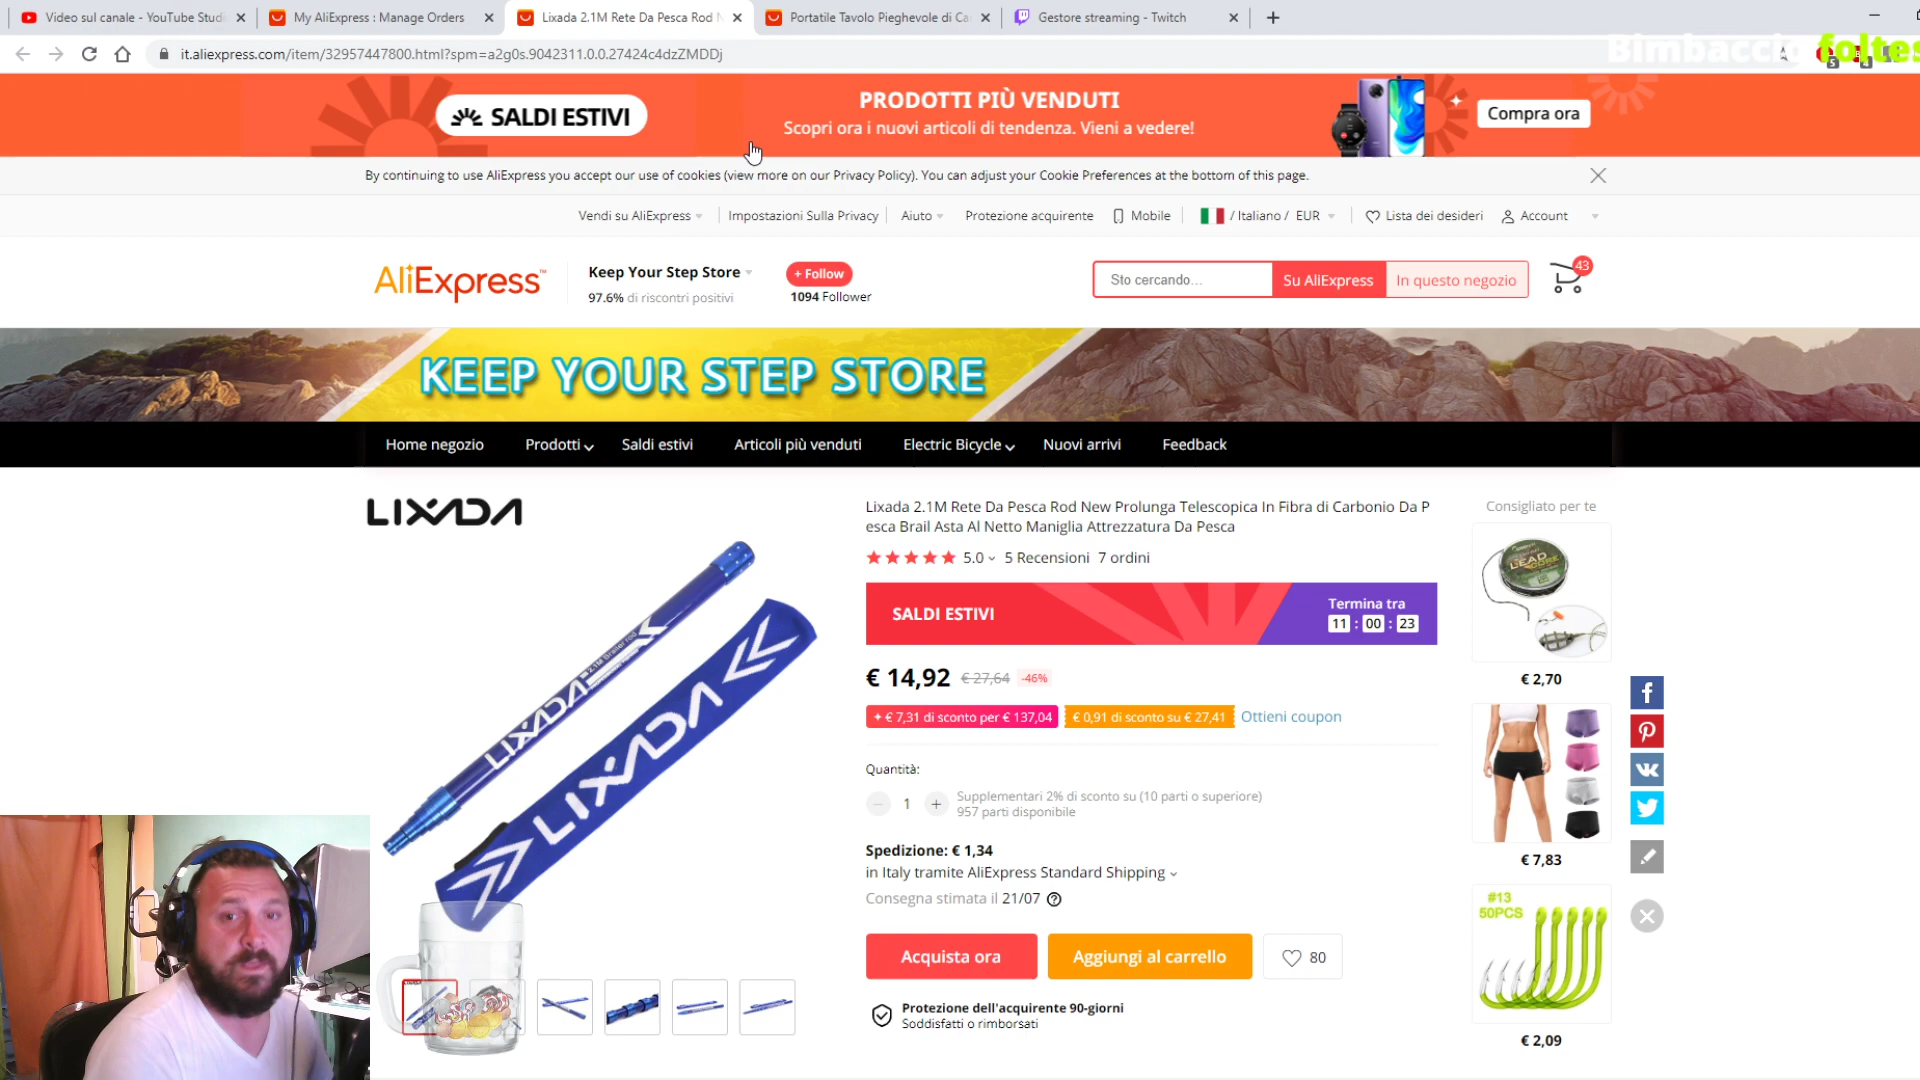 Video sul canale - YouTube Stud
My AliExpress : Manage Orders
Lixada 2.1M Rete Da Pesca Rod N
Portatile Tavolo Pieghevole di Ca
Gestore streaming - Twitch
it.aliexpress.com/item/32957447800.html?spm=a2g0s.9042311.0.0.27424c4dzZMDDj
Bimbaccio foltes
5
4
SALDI ESTIVI
PRODOTTI PIÙ VENDUTI
Scopri ora i nuovi articoli di tendenza. Vieni a vedere!
Compra ora
By continuing to use AliExpress you accept our use of cookies (view more on our Privacy Policy). You can adjust your Cookie Preferences at the bottom of this page.
Vendi su AliExpress
Impostazioni Sulla Privacy
Aiuto
Protezione acquirente
Mobile
/ Italiano / EUR
Lista dei desideri
Account
AliExpress™
Keep Your Step Store
97.6% di riscontri positivi
+ Follow
1094 Follower
Sto cercando...
Su AliExpress
In questo negozio
43
KEEP YOUR STEP STORE
Home negozio
Prodotti
Saldi estivi
Articoli più venduti
Electric Bicycle
Nuovi arrivi
Feedback
LIXADA
LIXADA
LIXADA
Lixada 2.1M Rete Da Pesca Rod New Prolunga Telescopica In Fibra di Carbonio Da P
esca Brail Asta Al Netto Maniglia Attrezzatura Da Pesca
5.0
5 Recensioni
7 ordini
SALDI ESTIVI
Termina tra
11 : 00 : 23
€ 14,92
€ 27,64
-46%
€ 7,31 di sconto per € 137,04
€ 0,91 di sconto su € 27,41
Ottieni coupon
Quantità:
1
Supplementari 2% di sconto su (10 parti o superiore)
957 parti disponibile
Spedizione: € 1,34
in Italy tramite AliExpress Standard Shipping
Consegna stimata il 21/07
Acquista ora
Aggiungi al carrello
80
Protezione dell'acquirente 90-giorni
Soddisfatti o rimborsati
Consigliato per te
LEAD
CORE
€ 2,70
€ 7,83
#13
50PCS
€ 2,09